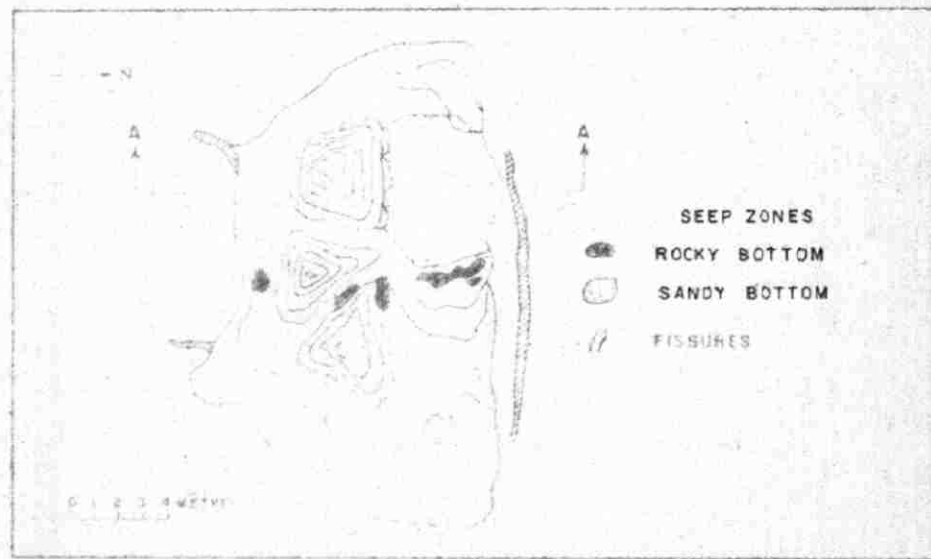 N
A A
SEEP ZONES
ROCKY BOTTOM
SANDY BOTTOM
FISSURES
0 1 2 3 4